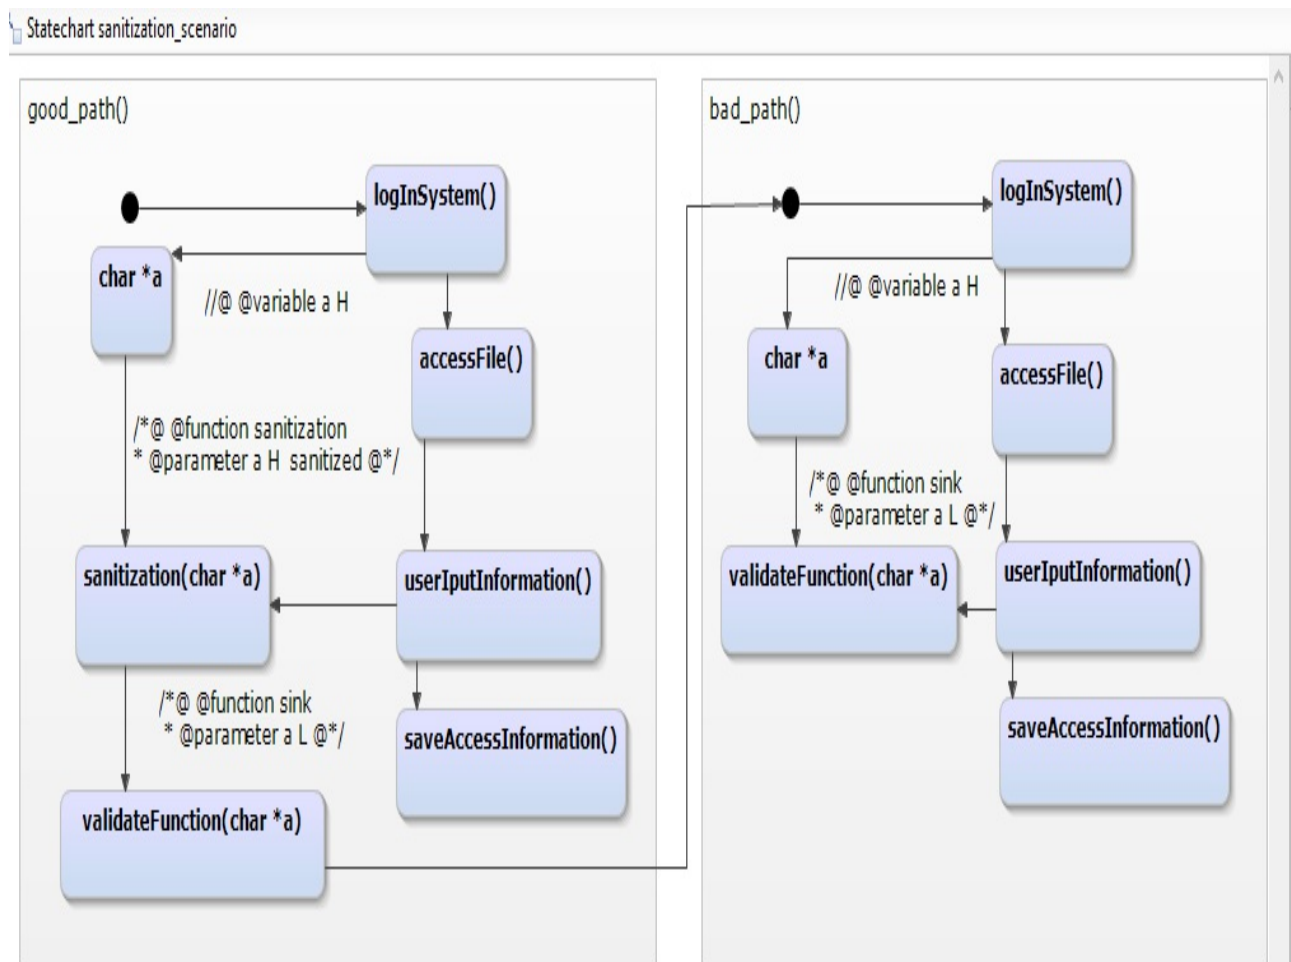 Statechart sanitization_scenario
good_path()
logInSystem()
char *a
//@ @variable a H
accessFile()
/*@ @function sanitization
* @parameter a H  sanitized @*/
sanitization(char *a)
userIputInformation()
/*@ @function sink
* @parameter a L @*/
saveAccessInformation()
validateFunction(char *a)
bad_path()
logInSystem()
//@ @variable a H
char *a
accessFile()
/*@ @function sink
* @parameter a L @*/
validateFunction(char *a)
userIputInformation()
saveAccessInformation()